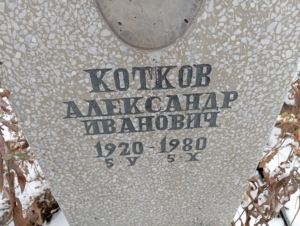 КОТКОВ
АЛЕКСАНДР
ИВАНОВИЧ
1920-1980
5 V 5 X